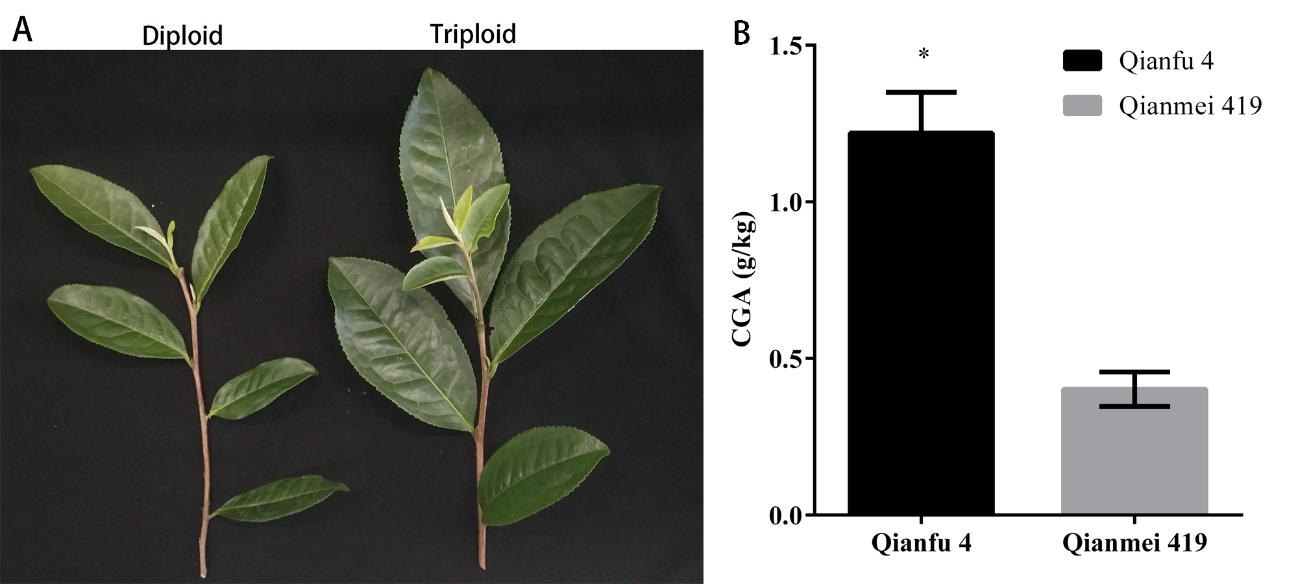 A
Diploid
Triploid
B
CGA (g/kg)
1.5
1.0
0.5
0.0
*
Qianfu 4
Qianmei 419
Qianfu 4
Qianmei 419